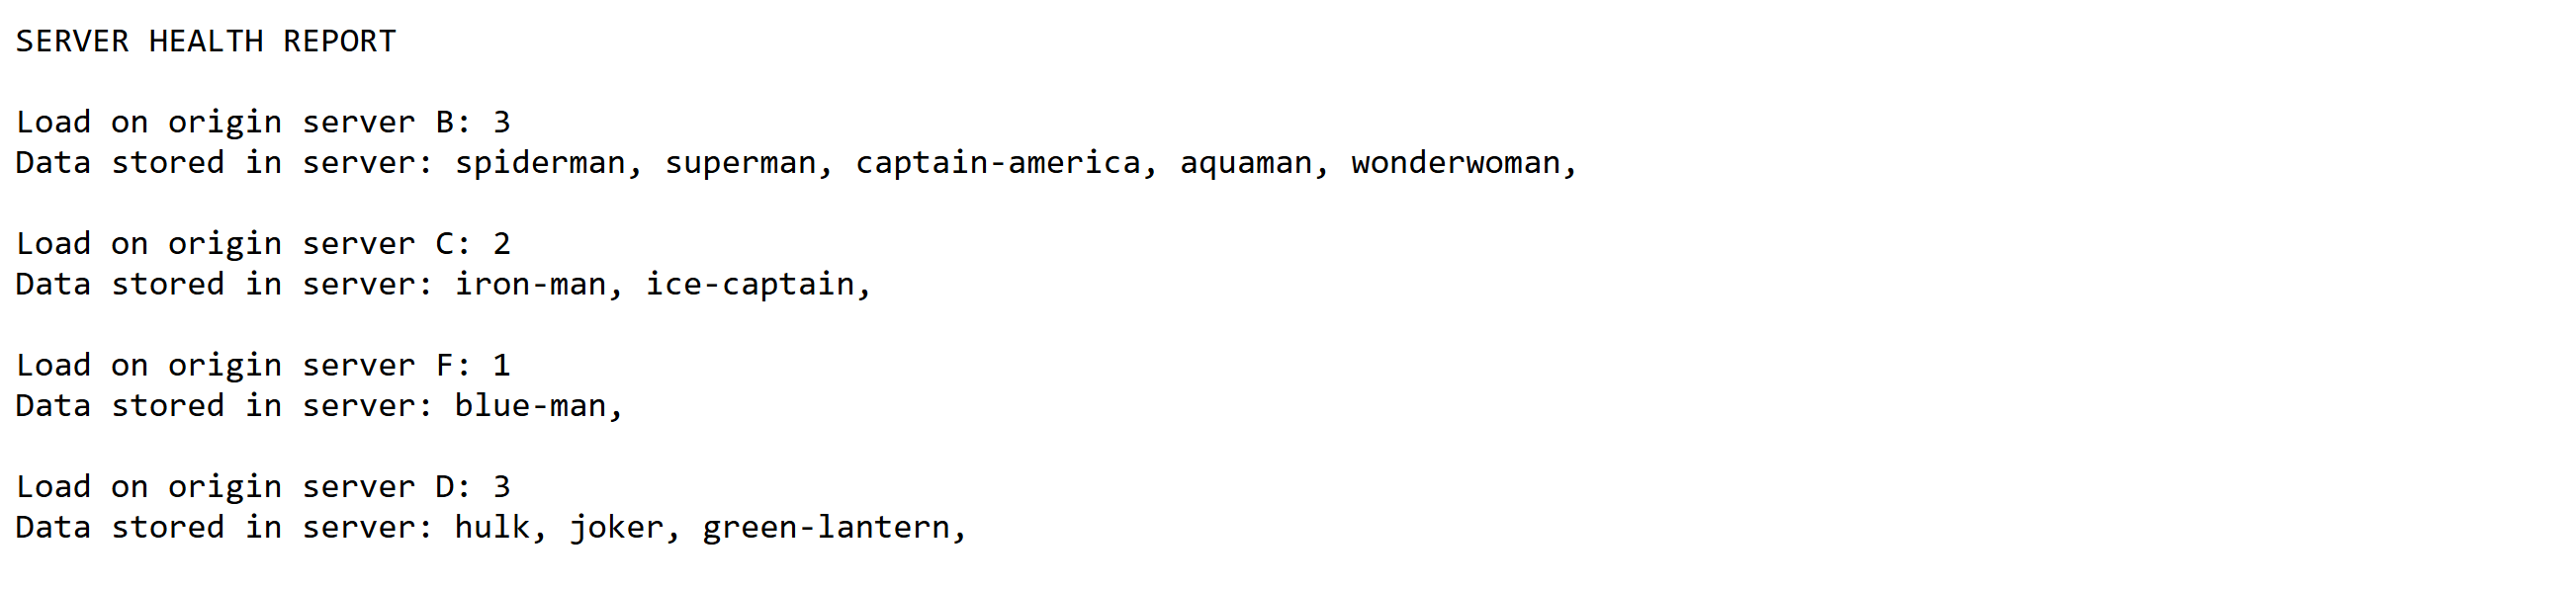 SERVER HEALTH REPORT
Load on origin server B: 3
Data stored in server: spiderman, superman, captain-america, aquaman, wonderwoman,
Load on origin server C: 2
Data stored in server: iron-man, ice-captain,
Load on origin server F: 1
Data stored in server: blue-man,
Load on origin server D: 3
Data stored in server: hulk, joker, green-lantern,